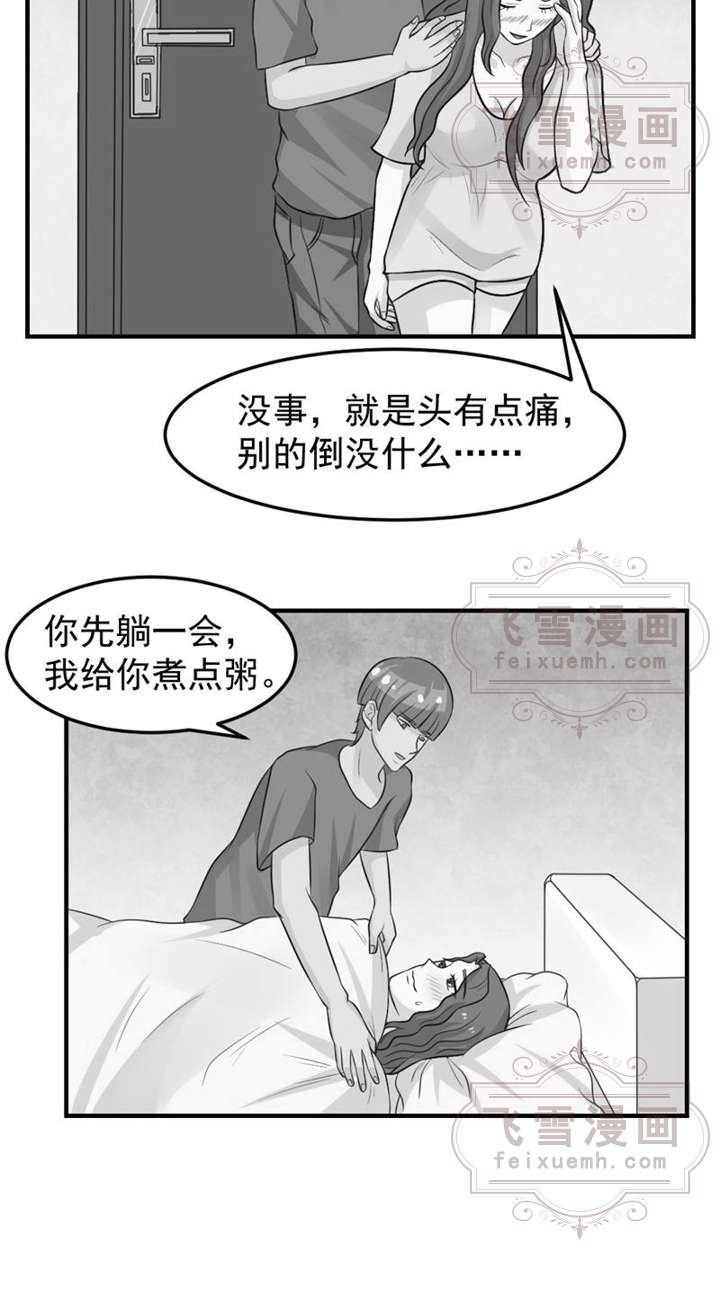 飞雪漫画
feixuemh.com
没事，就是头有点痛，
别的倒没什么……
你先躺一会，
我给你煮点粥。
飞雪漫画
feixuemh.com
飞雪漫画
feixuemh.com